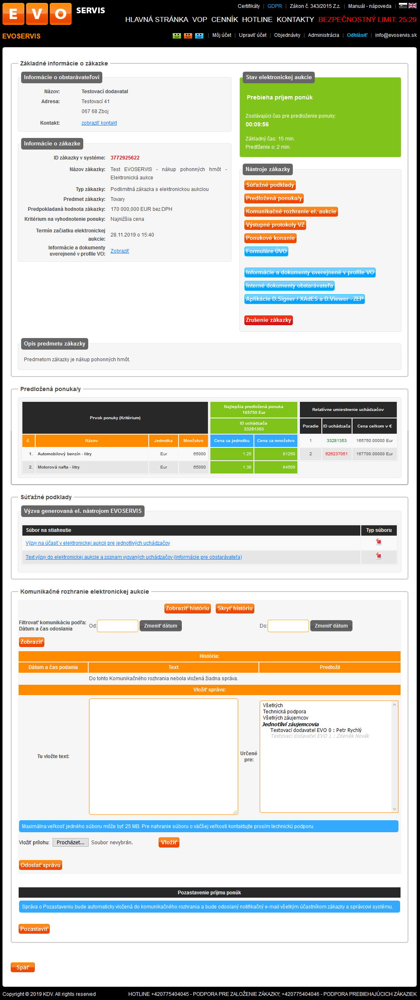 EVO SERVIS
Certifikáty | GDPR | Zákon č. 343/2015 Z.z. | Manuál - nápoveda |
HLAVNÁ STRÁNKA VOP CENNÍK HOTLINE KONTAKTY BEZPEČNOSTNÝ LIMIT: 25:29
EVOSERVIS
| Môj účet | Upraviť účet | Objednávky | Administrácia | Odhlásiť | info@evoservis.sk
Základné informácie o zákazke
Informácie o obstarávateľovi
Názov: Testovací dodavatal
Adresa: Testovací 41
067 68 Zboj
Kontakt: zobraziť kontakt
Stav elektronickej aukcie
Prebieha príjem ponúk
Zostávajúci čas pre predloženie ponuky:
00:09:56
Základný čas: 15 min.
Predľženie o: 2 min.
Informácie o zákazke
ID zákazky v systéme: 3772925622
Názov zákazky: Test EVOSERVIS - nákup pohonných hmôt -
Elektronická aukce
Typ zákazky: Podlimitná zákazka s elektronickou aukciou
Predmet zákazky: Tovary
Predpokladaná hodnota zákazky: 170 000,000 EUR bez DPH
Kritérium na vyhodnotenie ponuky: Najnižšia cena
Termín začiatku elektronickej
aukcie: 28.11.2019 o 15:40
Informácie a dokumenty
uverejnené v profile VO: Zobraziť
Nástroje zákazky
Súťažné podklady
Predložená ponuka/y
Komunikačné rozhranie el. aukcie
Výstupné protokoly VZ
Ponukové konanie
Formuláre ÚVO
Informácie a dokumenty uverejnené v profile VO
Interné dokumenty obstarávateľa
Aplikácie D.Signer / XAdES a D.Viewer - ZEP
Zrušenie zákazky
Opis predmetu zákazky
Predmetom zákazky je nákup pohonných hmôt.
Predložená ponuka/y
Prvok ponuky (Kritérium)
Najlepšia predložená ponuka
165750 Eur
ID uchádzača
33281353
Relatívne umiestnenie uchádzačov
Poradie ID uchádzača Cena celkom v €
č. Názov Jednotka Množstvo Cena za jednotku Cena za množstvo 1 33281353 165750.00000 Eur
1. Automobilový benzín - litry Eur 65000 1.25 81250 2 626237051 167700.00000 Eur
2. Motorová nafta - litry Eur 65000 1.30 84500
Súťažné podklady
Výzva generovaná el. nástrojom EVOSERVIS
Súbor na stiahnutie Typ súboru
Výzvy na účasť v elektronickej aukcii pre jednotlivých uchádzačov
Text výzvy do elektronickej aukcie a zoznam vyzvaných uchádzačov (informácie pre obstarávateľa)
Komunikačné rozhranie elektronickej aukcie
Zobraziť históriu Skryť históriu
Filtrovať komunikáciu podľa:
Dátum a čas odoslania Od: Zmeniť dátum Do: Zmeniť dátum
Zobraziť
História:
Dátum a čas podania Text Predložil
Do tohto Komunikačného rozhrania nebola vložená žiadna správa.
Vložiť správu:
Tu vložte text:
Určené
pre:
Všetkých
Technická podpora
Všetkých záujemcov
Jednotliví záujemcovia
Testovací dodavatel EVO 0 : Petr Rychlý
Testovací dodavatel EVO 1 : Zdeněk Novák
Maximálna veľkosť jedného súboru môže byť 25 MB. Pre nahranie súboru o väčšej veľkosti kontaktujte prosím technickú podporu.
Vložiť prílohu: Procházet... Soubor nevybrán. Vložiť
Odoslať správu
Pozastavenie príjmu ponúk
Správa o Pozastaveniu bude automaticky vložená do komunikačného rozhrania a bude odoslaný notifikačný e-mail všetkým účastníkom zákazky a správcovi systému.
Pozastaviť
Späť
Copyright © 2019 KDV. All rights reserved HOTLINE +420775404045 - PODPORA PRE ZALOŽENIE ZÁKAZKY; +420775404046 - PODPORA PREBIEHAJÚCICH ZÁKAZIEK